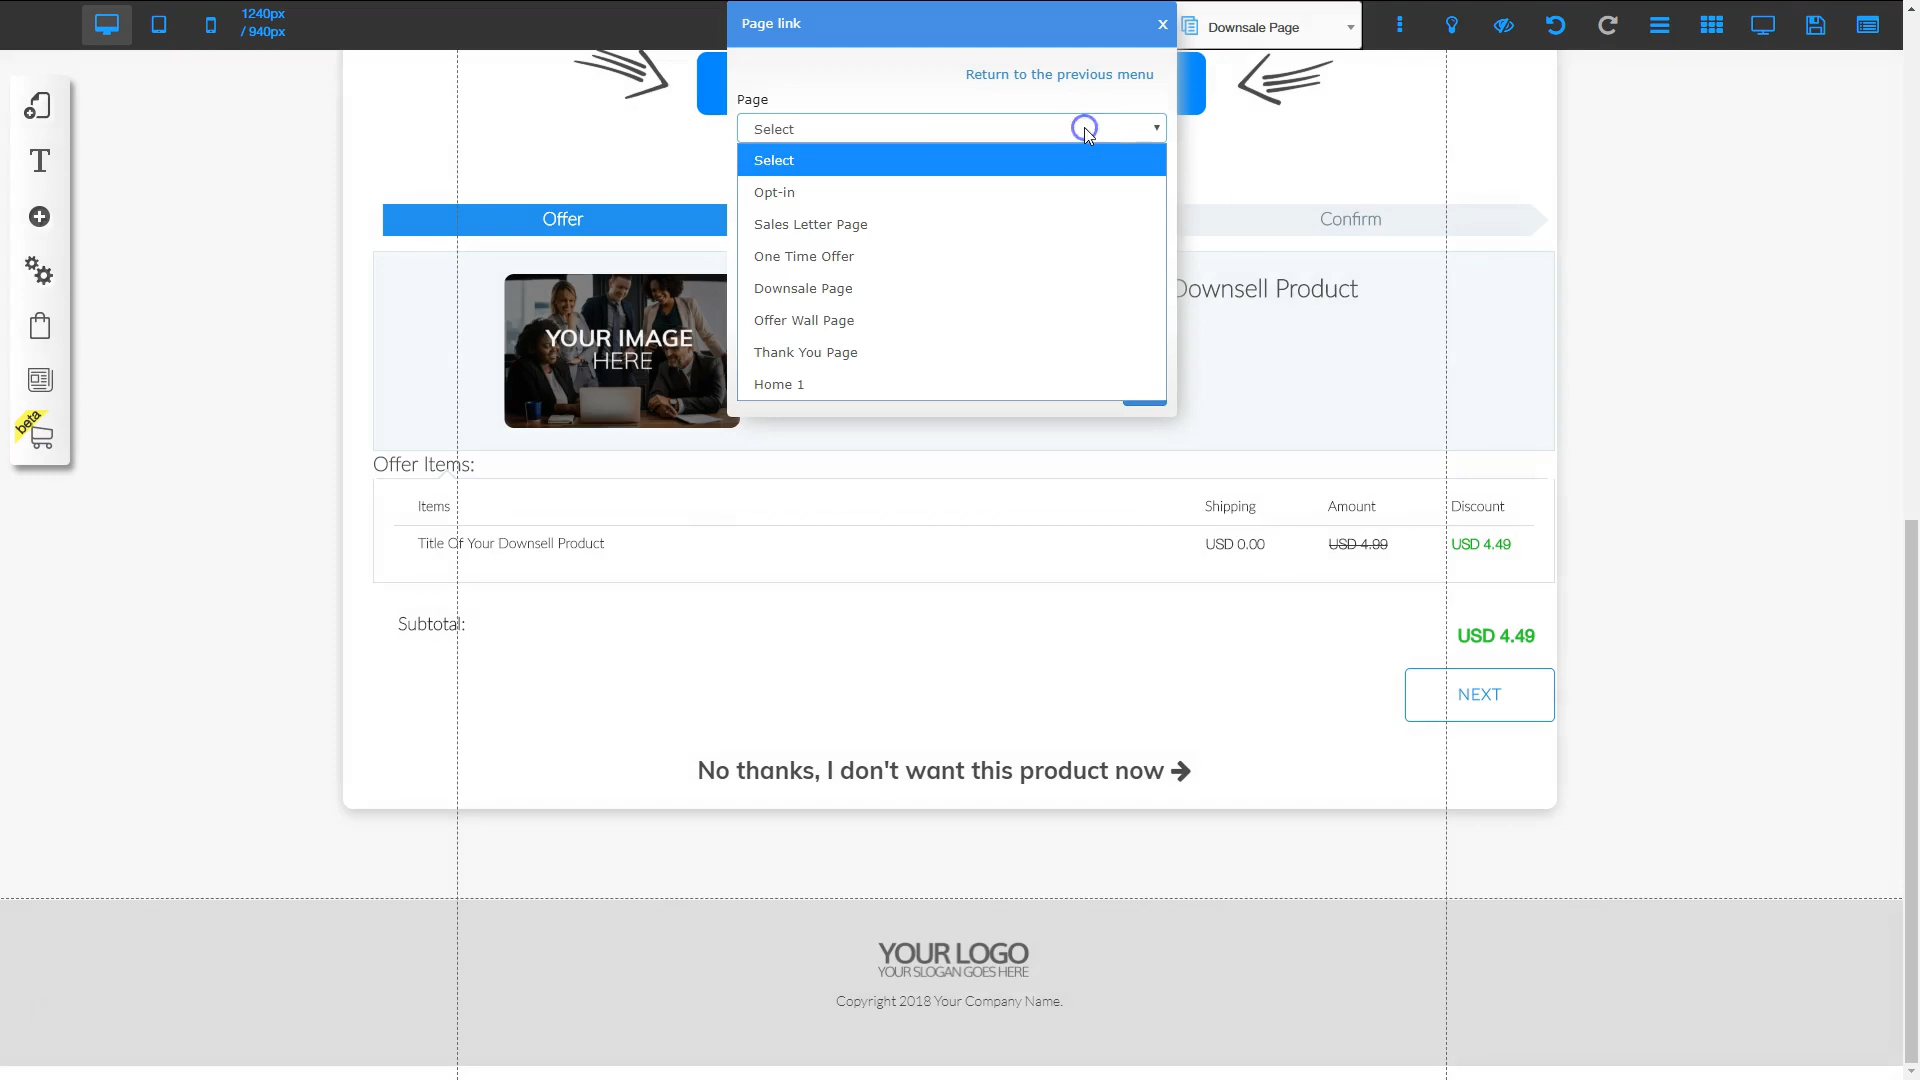 1240px
/ 940px
Page link
x
Downsale Page
Return to the previous menu
Page
Select
Select
Opt-in
Sales Letter Page
One Time Offer
Downsale Page
Offer Wall Page
Thank You Page
Home 1
Offer
Confirm
YOUR IMAGE
HERE
Downsell Product
T
beta
Offer Items:
Items
Shipping
Amount
Discount
Title Of Your Downsell Product
USD 0.00
USD 4.99
USD 4.49
Subtotal:
USD 4.49
NEXT
No thanks, I don't want this product now
YOUR LOGO
YOUR SLOGAN GOES HERE
Copyright 2018 Your Company Name.